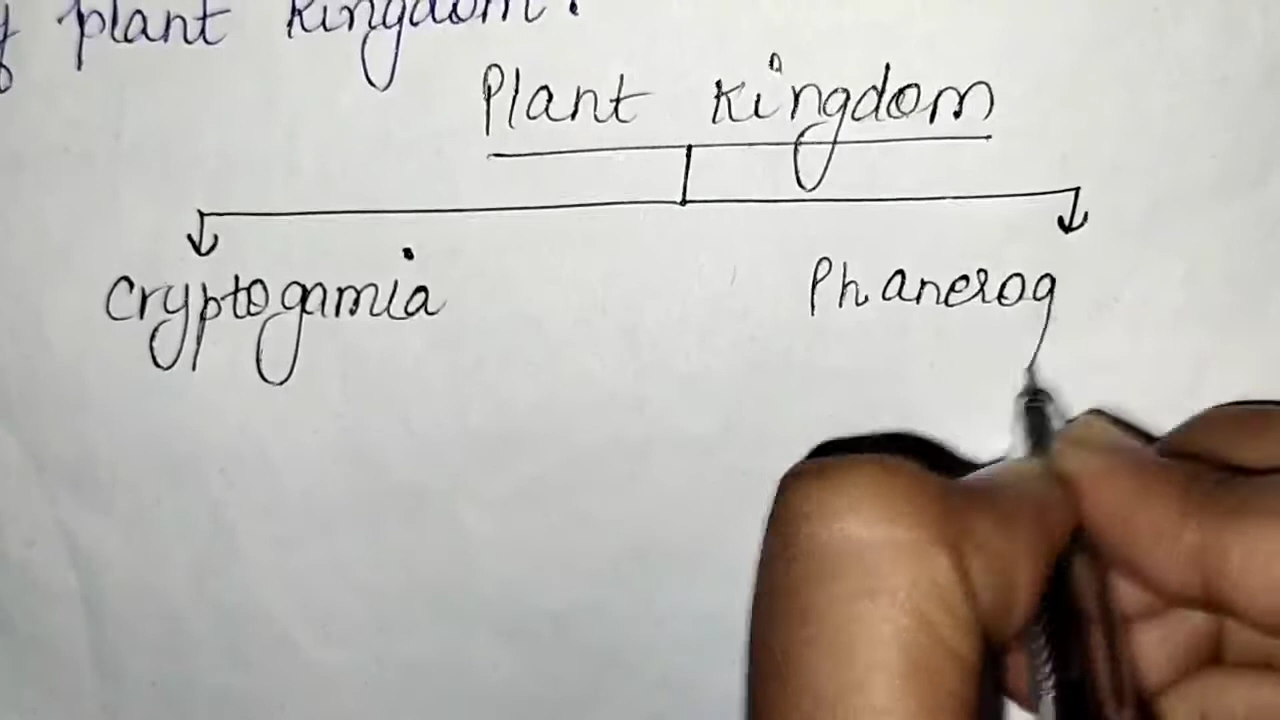 plant kingdom.
Plant kingdom
Cryptogamia
Phanerog